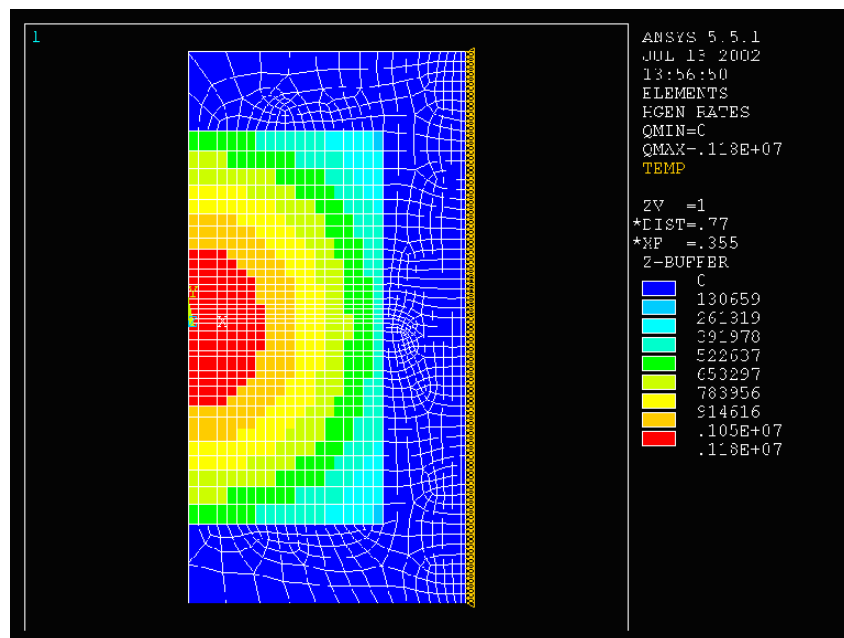 1
ANSYS 5.5.1
JUL 13 2002
13:56:50
ELEMENTS
HGEN RATES
QMIN=0
QMAX=.118E+07
TEMP
ZV =1
*DIST=.77
*XF =.355
Z-BUFFER
0
130659
261319
391978
522637
653297
783956
914616
.105E+07
.118E+07